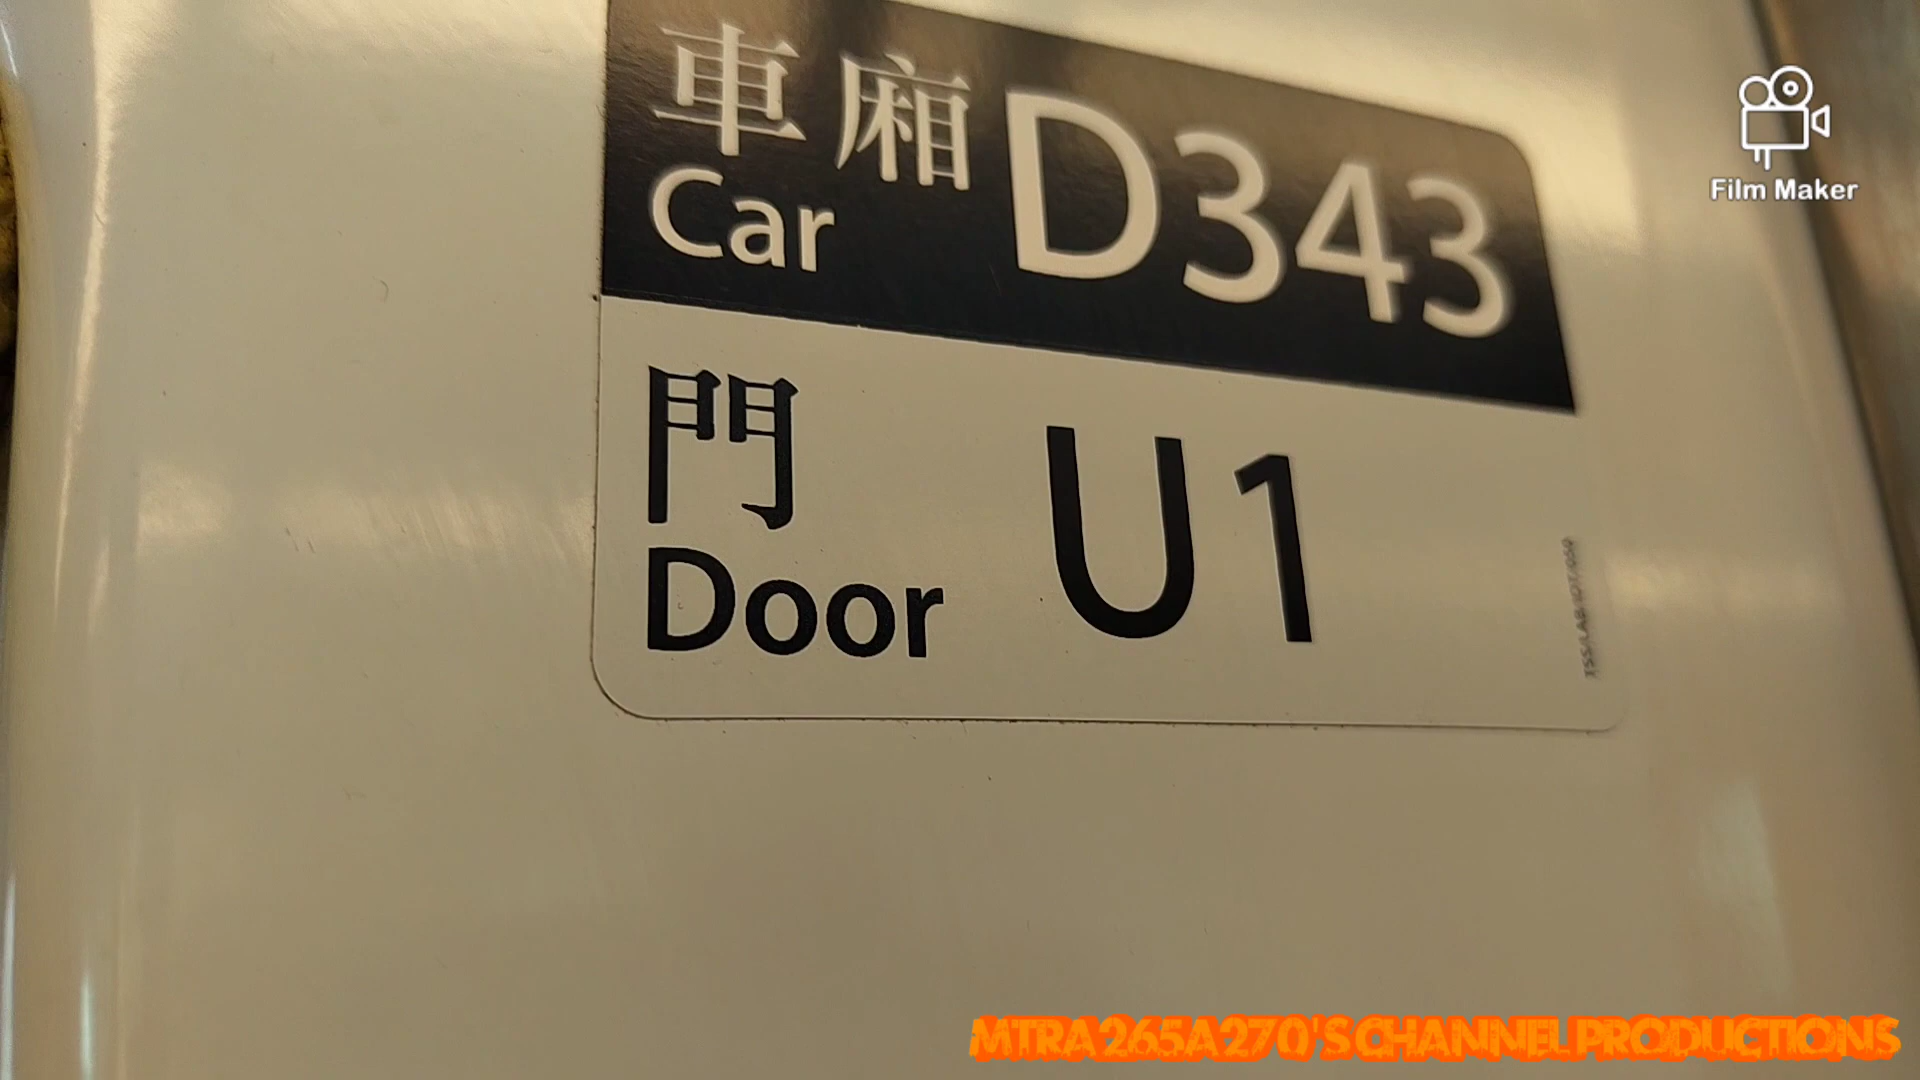 車廂
Car
D343
門
Door
U1
Film Maker
MTRA265A270'S CHANNEL PRODUCTIONS